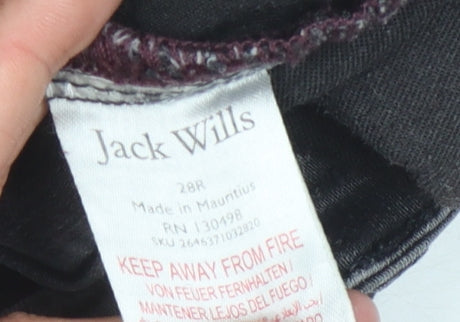 Jack Wills
28R
Made in Mauritius
RN 130498
SKU 2646371032820
KEEP AWAY FROM FIRE
VON FEUER FERNHALTEN /
MANTENER LEJOS DEL FUEGO /